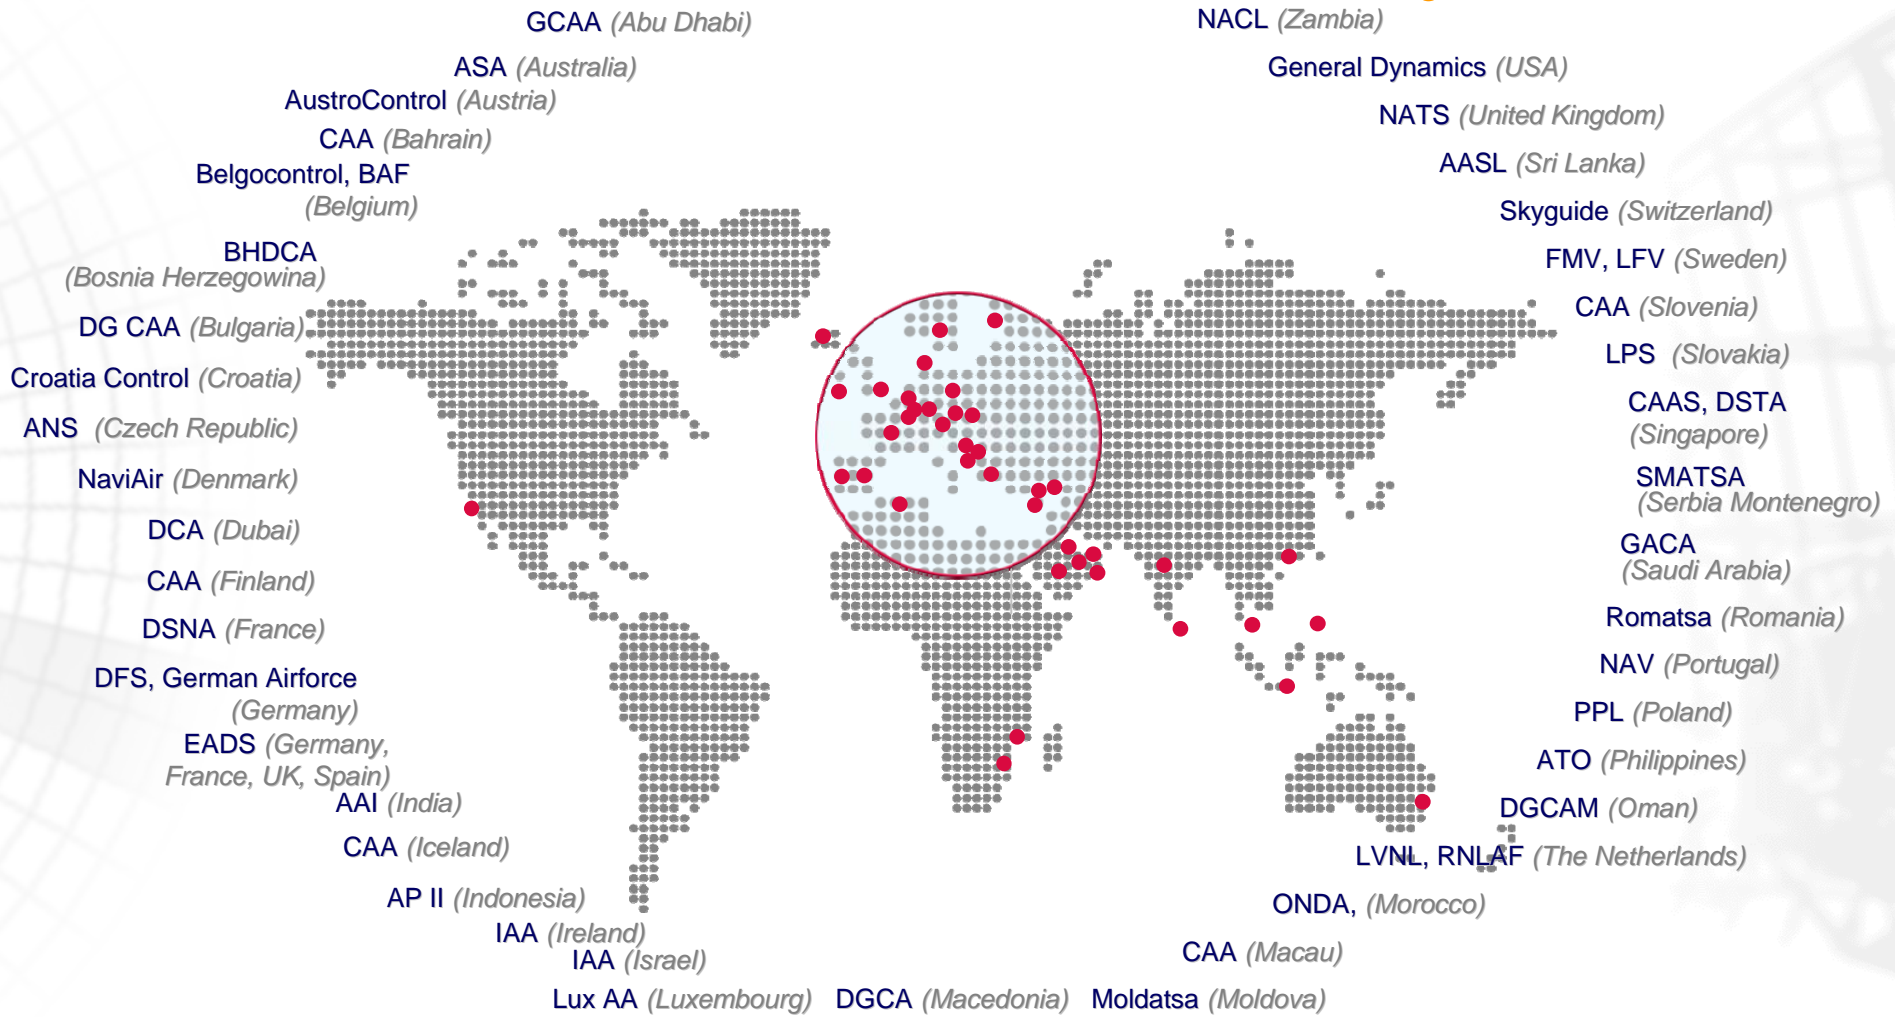 GCAA (Abu Dhabi)
ASA (Australia)
AustroControl (Austria)
CAA (Bahrain)
Belgocontrol, BAF
(Belgium)
BHDCA
(Bosnia Herzegowina)
DG CAA (Bulgaria)
Croatia Control (Croatia)
ANS (Czech Republic)
NaviAir (Denmark)
DCA (Dubai)
CAA (Finland)
DSNA (France)
DFS, German Airforce
(Germany)
EADS (Germany,
France, UK, Spain)
AAI (India)
CAA (Iceland)
AP II (Indonesia)
IAA (Ireland)
IAA (Israel)
Lux AA (Luxembourg) DGCA (Macedonia) Moldatsa (Moldova)
NACL (Zambia)
General Dynamics (USA)
NATS (United Kingdom)
AASL (Sri Lanka)
Skyguide (Switzerland)
FMV, LFV (Sweden)
CAA (Slovenia)
LPS (Slovakia)
CAAS, DSTA
(Singapore)
SMATSA
(Serbia Montenegro)
GACA
(Saudi Arabia)
Romatsa (Romania)
NAV (Portugal)
PPL (Poland)
ATO (Philippines)
DGCAM (Oman)
LVNL, RNLAF (The Netherlands)
ONDA, (Morocco)
CAA (Macau)